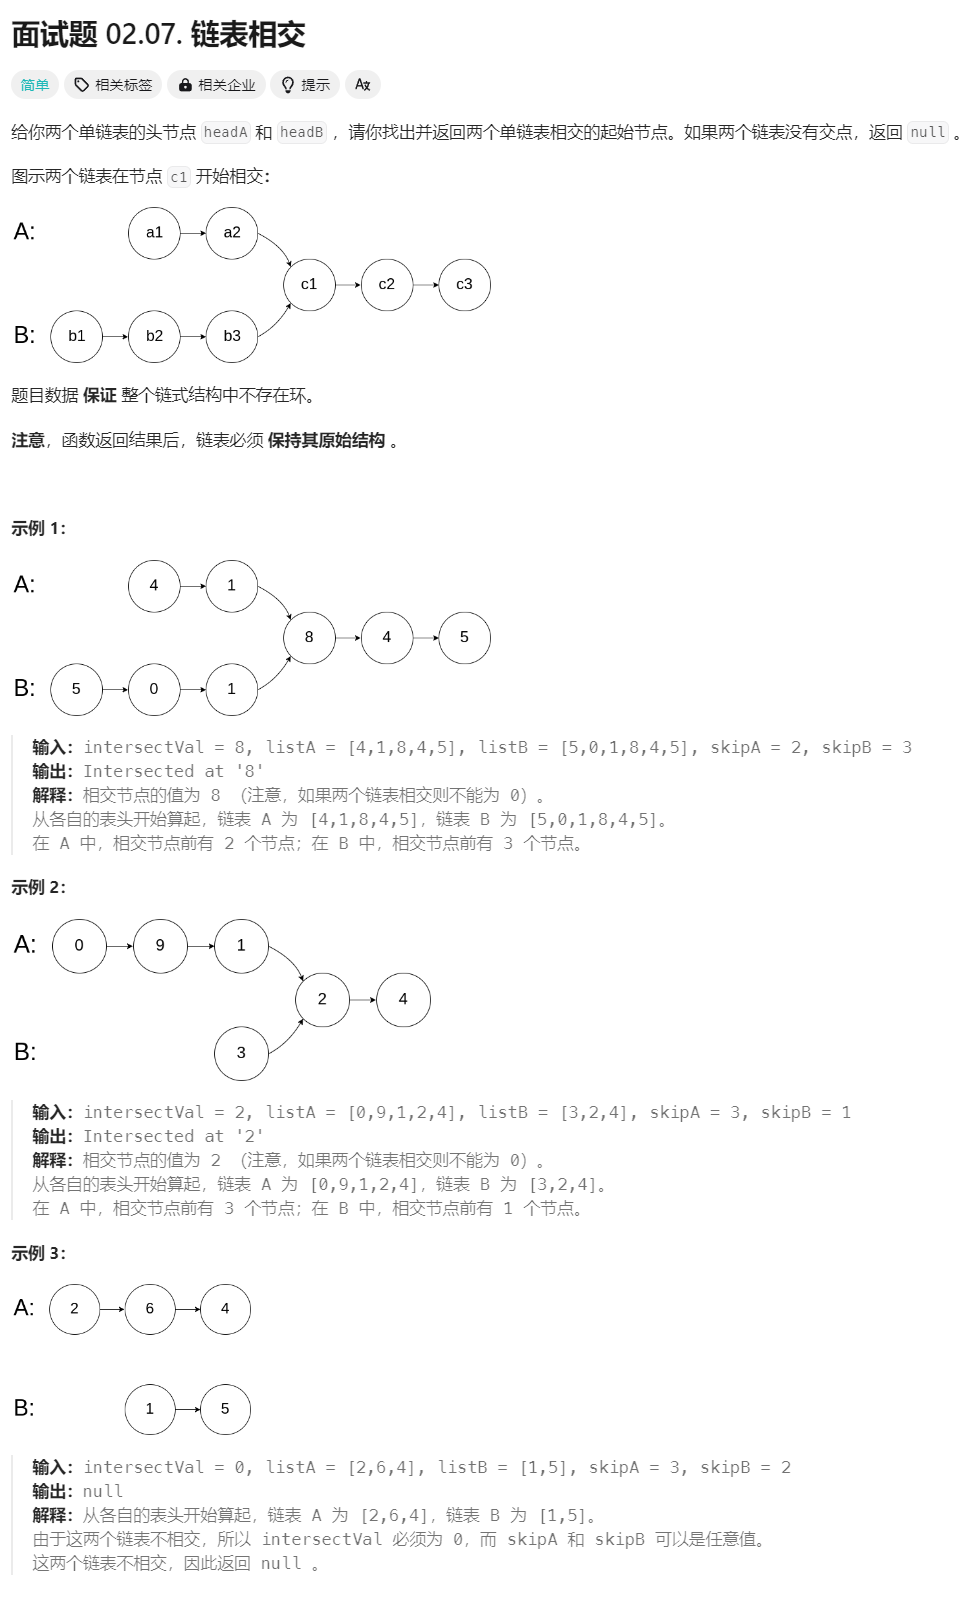 面试题 02.07. 链表相交
简单 相关标签 相关企业 提示 A文
给你两个单链表的头节点 headA 和 headB ，请你找出并返回两个单链表相交的起始节点。如果两个链表没有交点，返回 null 。
图示两个链表在节点 c1 开始相交：
A: a1 a2
c1 c2 c3
B: b1 b2 b3
题目数据 保证 整个链式结构中不存在环。
注意，函数返回结果后，链表必须 保持其原始结构 。
示例 1：
A: 4 1
8 4 5
B: 5 0 1
输入：intersectVal = 8, listA = [4,1,8,4,5], listB = [5,0,1,8,4,5], skipA = 2, skipB = 3
输出：Intersected at '8'
解释：相交节点的值为 8 （注意，如果两个链表相交则不能为 0）。
从各自的表头开始算起，链表 A 为 [4,1,8,4,5]，链表 B 为 [5,0,1,8,4,5]。
在 A 中，相交节点前有 2 个节点；在 B 中，相交节点前有 3 个节点。
示例 2：
A: 0 9 1
2 4
B: 3
输入：intersectVal = 2, listA = [0,9,1,2,4], listB = [3,2,4], skipA = 3, skipB = 1
输出：Intersected at '2'
解释：相交节点的值为 2 （注意，如果两个链表相交则不能为 0）。
从各自的表头开始算起，链表 A 为 [0,9,1,2,4]，链表 B 为 [3,2,4]。
在 A 中，相交节点前有 3 个节点；在 B 中，相交节点前有 1 个节点。
示例 3：
A: 2 6 4
B: 1 5
输入：intersectVal = 0, listA = [2,6,4], listB = [1,5], skipA = 3, skipB = 2
输出：null
解释：从各自的表头开始算起，链表 A 为 [2,6,4]，链表 B 为 [1,5]。
由于这两个链表不相交，所以 intersectVal 必须为 0，而 skipA 和 skipB 可以是任意值。
这两个链表不相交，因此返回 null 。